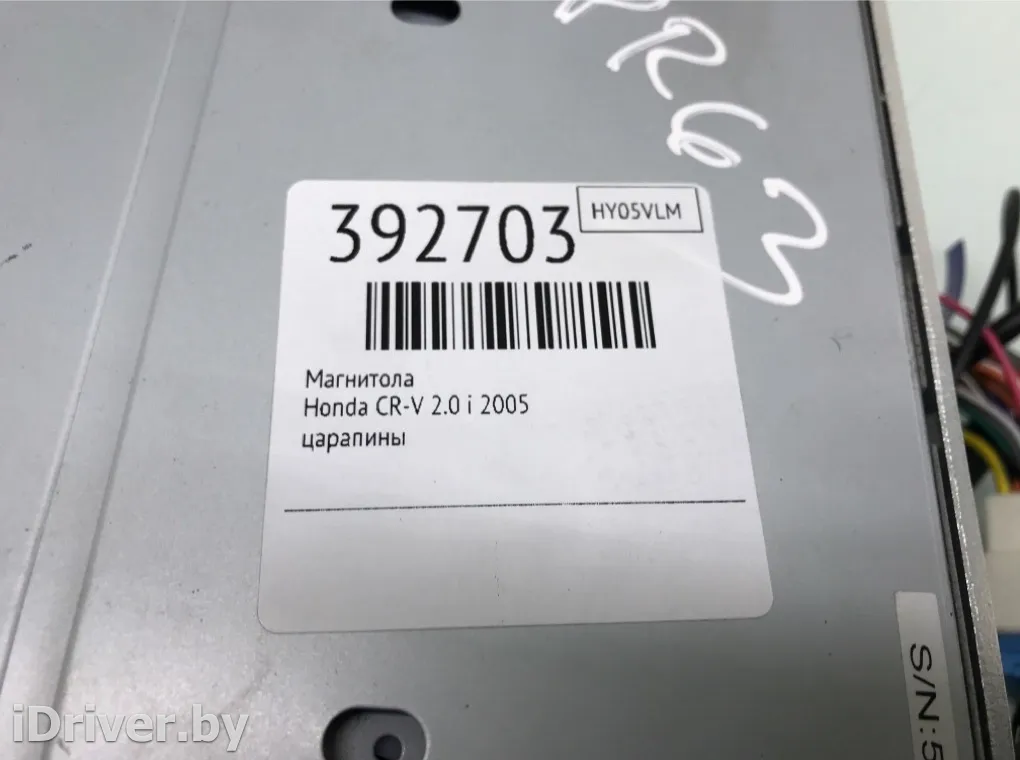 392703
HY05VLM
Магнитола
Honda CR-V 2.0 i 2005
царапины
S/N:5
iDriver.by